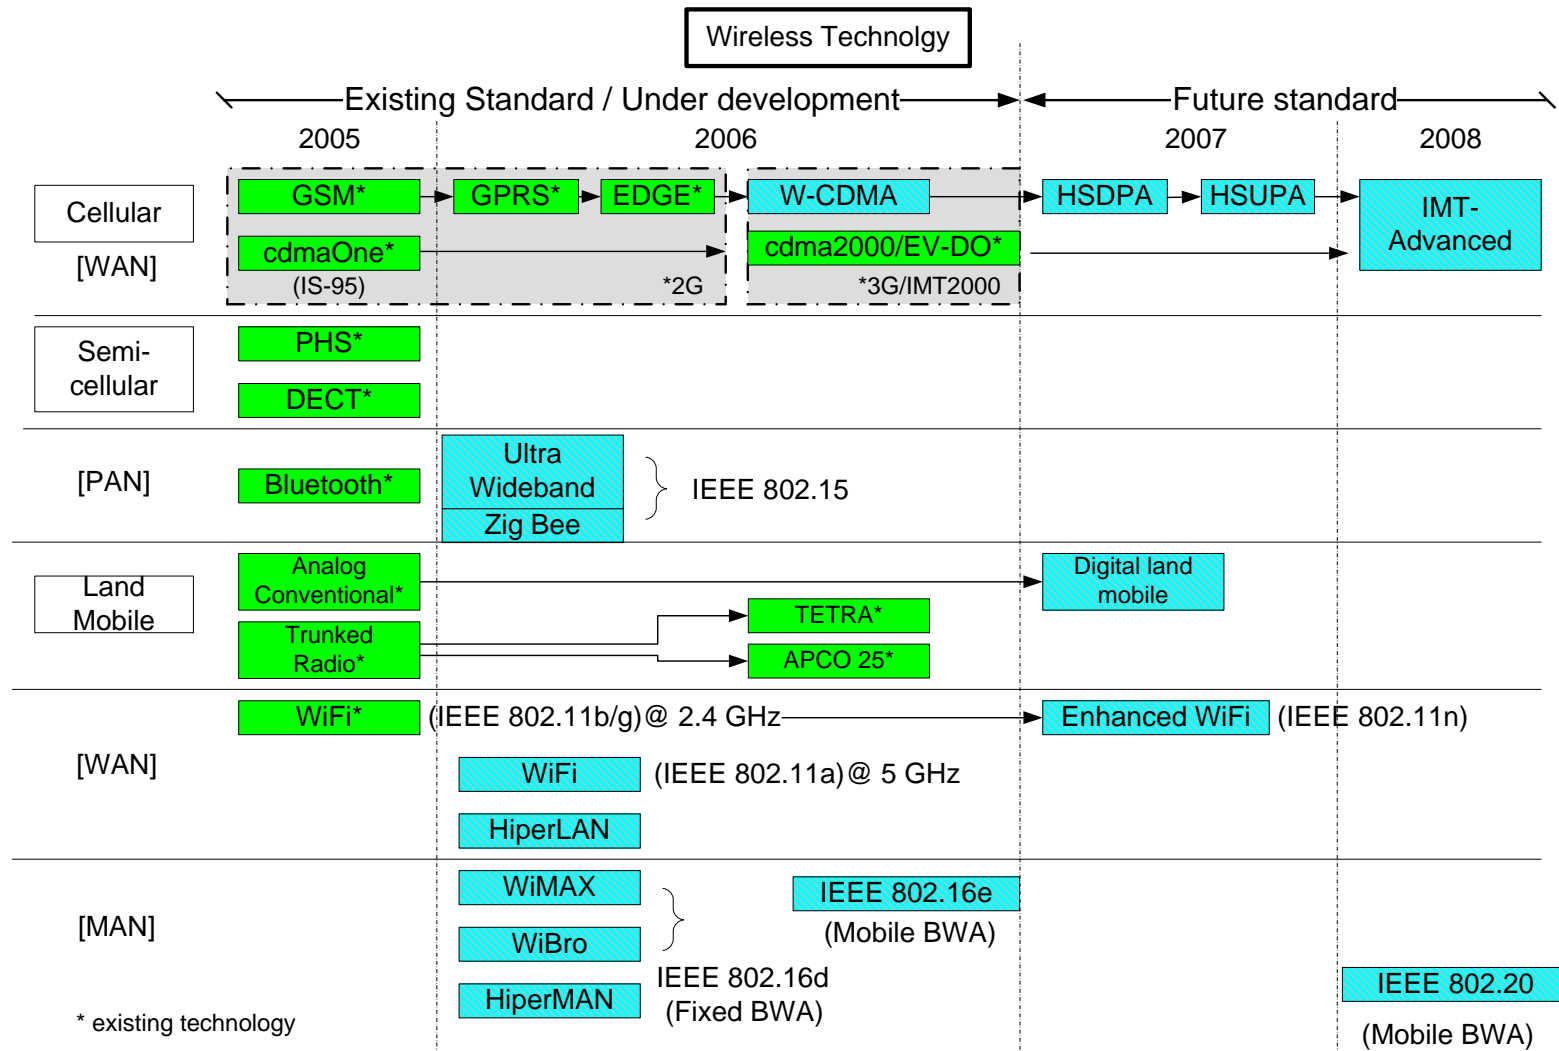 Wireless Technolgy
Existing Standard / Under development
Future standard
2005
2006
2007
2008
Cellular
[WAN]
GSM*
GPRS*
EDGE*
W-CDMA
HSDPA
HSUPA
IMT-
Advanced
cdmaOne*
(IS-95)
*2G
cdma2000/EV-DO*
*3G/IMT2000
Semi-
cellular
PHS*
DECT*
[PAN]
Bluetooth*
Ultra
Wideband
Zig Bee
IEEE 802.15
Land
Mobile
Analog
Conventional*
Digital land
mobile
Trunked
Radio*
TETRA*
APCO 25*
[WAN]
WiFi*
(IEEE 802.11b/g)@ 2.4 GHz
Enhanced WiFi
(IEEE 802.11n)
WiFi
(IEEE 802.11a)@ 5 GHz
HiperLAN
[MAN]
WiMAX
WiBro
HiperMAN
IEEE 802.16d
(Fixed BWA)
IEEE 802.16e
(Mobile BWA)
IEEE 802.20
(Mobile BWA)
* existing technology